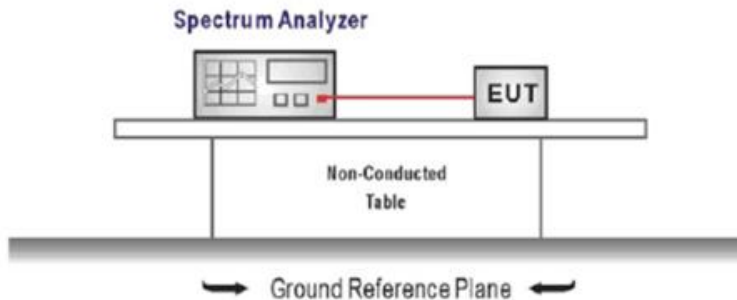 Spectrum Analyzer
EUT
Non-Conducted
Table
Ground Reference Plane